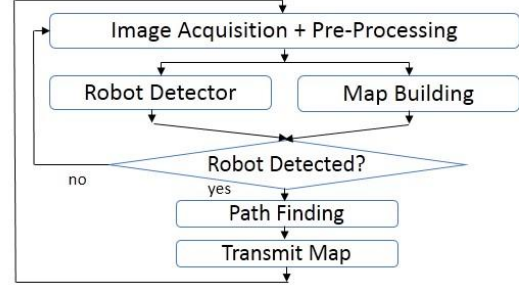 Image Acquisition + Pre-Processing
Robot Detector
Map Building
Robot Detected?
no
yes
Path Finding
Transmit Map